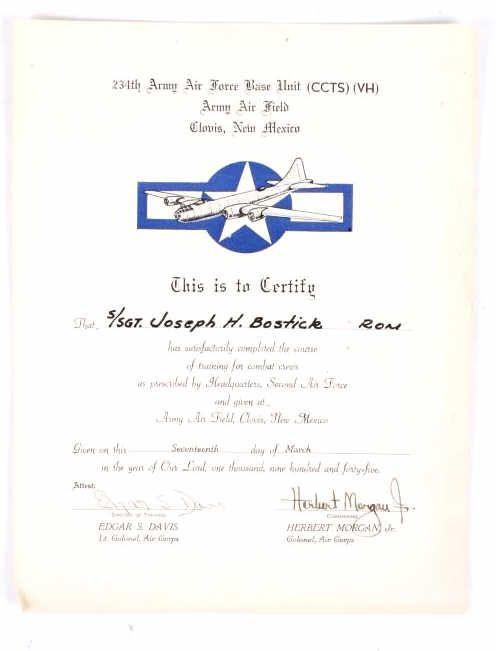 234th Army Air Force Base Unit (CCTS) (VH)
Army Air Field
Clovis, New Mexico
This is to Certify
That S/SGT. Joseph H. Bostick ROM
has satisfactorily completed the course
of training for combat crews
as prescribed by Headquarters, Second Air Force
and given at
Army Air Field, Clovis, New Mexico
Given on this Seventeenth day of March
in the year of Our Lord, one thousand, nine hundred and forty-five.
Attest:
Edgar S. Davis Herbert Morgan Jr.
Director of Training Commanding
EDGAR S. DAVIS HERBERT MORGAN, Jr.
Lt. Colonel, Air Corps Colonel, Air Corps